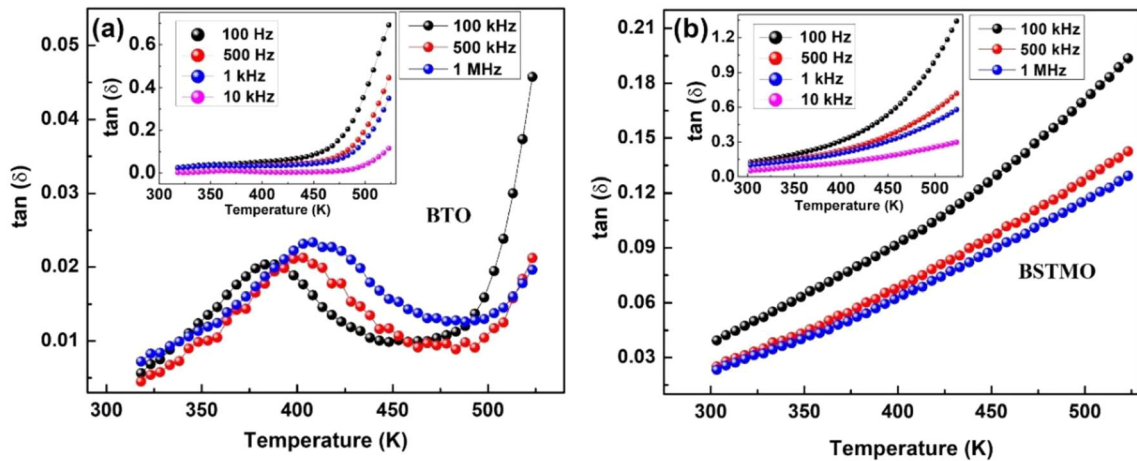 (a)
100 Hz
500 Hz
1 kHz
10 kHz
100 kHz
500 kHz
1 MHz
tan (δ)
0.6
0.4
0.2
0.0
300 350 400 450 500
Temperature (K)
BTO
tan (δ)
0.05
0.04
0.03
0.02
0.01
300 350 400 450 500
Temperature (K)
(b)
100 Hz
500 Hz
1 kHz
10 kHz
100 kHz
500 kHz
1 MHz
tan (δ)
1.2
0.9
0.6
0.3
0.0
300 350 400 450 500
Temperature (K)
BSTMO
tan (δ)
0.21
0.18
0.15
0.12
0.09
0.06
0.03
300 350 400 450 500
Temperature (K)